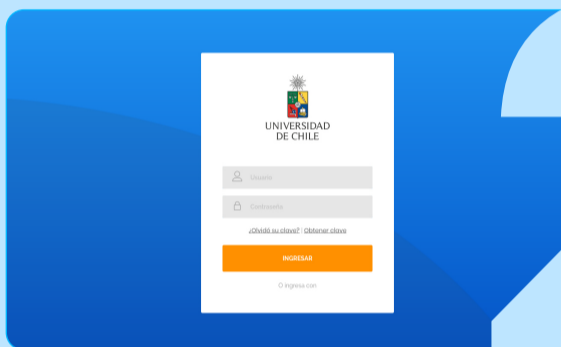 UNIVERSIDAD
DE CHILE
Usuario
Contraseña
¿Olvidó su clave? | Obtener clave
INGRESAR
O ingresa con